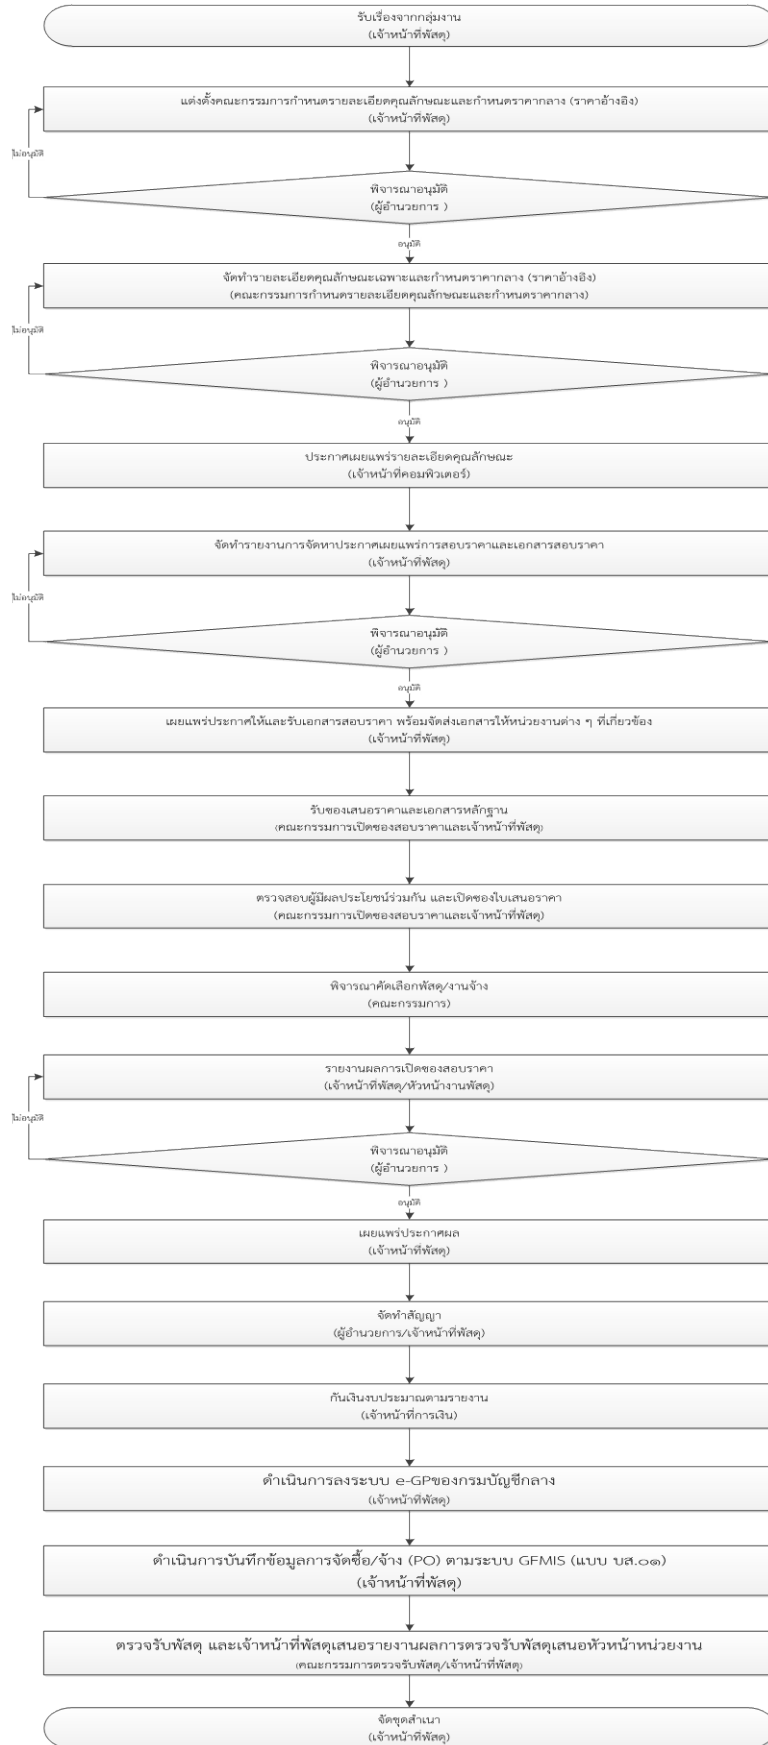 รับเรื่องจากกลุ่มงาน
(เจ้าหน้าที่พัสดุ)
แต่งตั้งคณะกรรมการกำหนดรายละเอียดคุณลักษณะและกำหนดราคากลาง (ราคาอ้างอิง)
(เจ้าหน้าที่พัสดุ)
ไม่อนุมัติ
พิจารณาอนุมัติ
(ผู้อำนวยการ )
อนุมัติ
จัดทำรายละเอียดคุณลักษณะเฉพาะและกำหนดราคากลาง (ราคาอ้างอิง)
(คณะกรรมการกำหนดรายละเอียดคุณลักษณะและกำหนดราคากลาง)
ไม่อนุมัติ
พิจารณาอนุมัติ
(ผู้อำนวยการ )
อนุมัติ
ประกาศเผยแพร่รายละเอียดคุณลักษณะ
(เจ้าหน้าที่คอมพิวเตอร์)
จัดทำรายงานการจัดหาประกาศเผยแพร่การสอบราคาและเอกสารสอบราคา
(เจ้าหน้าที่พัสดุ)
ไม่อนุมัติ
พิจารณาอนุมัติ
(ผู้อำนวยการ )
อนุมัติ
เผยแพร่ประกาศให้และรับเอกสารสอบราคา พร้อมจัดส่งเอกสารให้หน่วยงานต่าง ๆ ที่เกี่ยวข้อง
(เจ้าหน้าที่พัสดุ)
รับซองเสนอราคาและเอกสารหลักฐาน
(คณะกรรมการเปิดซองสอบราคาและเจ้าหน้าที่พัสดุ)
ตรวจสอบผู้มีผลประโยชน์ร่วมกัน และเปิดซองใบเสนอราคา
(คณะกรรมการเปิดซองสอบราคาและเจ้าหน้าที่พัสดุ)
พิจารณาคัดเลือกพัสดุ/งานจ้าง
(คณะกรรมการ)
รายงานผลการเปิดซองสอบราคา
(เจ้าหน้าที่พัสดุ/หัวหน้างานพัสดุ)
ไม่อนุมัติ
พิจารณาอนุมัติ
(ผู้อำนวยการ )
อนุมัติ
เผยแพร่ประกาศผล
(เจ้าหน้าที่พัสดุ)
จัดทำสัญญา
(ผู้อำนวยการ/เจ้าหน้าที่พัสดุ)
กันเงินงบประมาณตามรายงาน
(เจ้าหน้าที่การเงิน)
ดำเนินการลงระบบ e-GPของกรมบัญชีกลาง
(เจ้าหน้าที่พัสดุ)
ดำเนินการบันทึกข้อมูลการจัดซื้อ/จ้าง (PO) ตามระบบ GFMIS (แบบ บส.๐๑)
(เจ้าหน้าที่พัสดุ)
ตรวจรับพัสดุ และเจ้าหน้าที่พัสดุเสนอรายงานผลการตรวจรับพัสดุเสนอหัวหน้าหน่วยงาน
(คณะกรรมการตรวจรับพัสดุ/เจ้าหน้าที่พัสดุ)
จัดชุดสำเนา
(เจ้าหน้าที่พัสดุ)